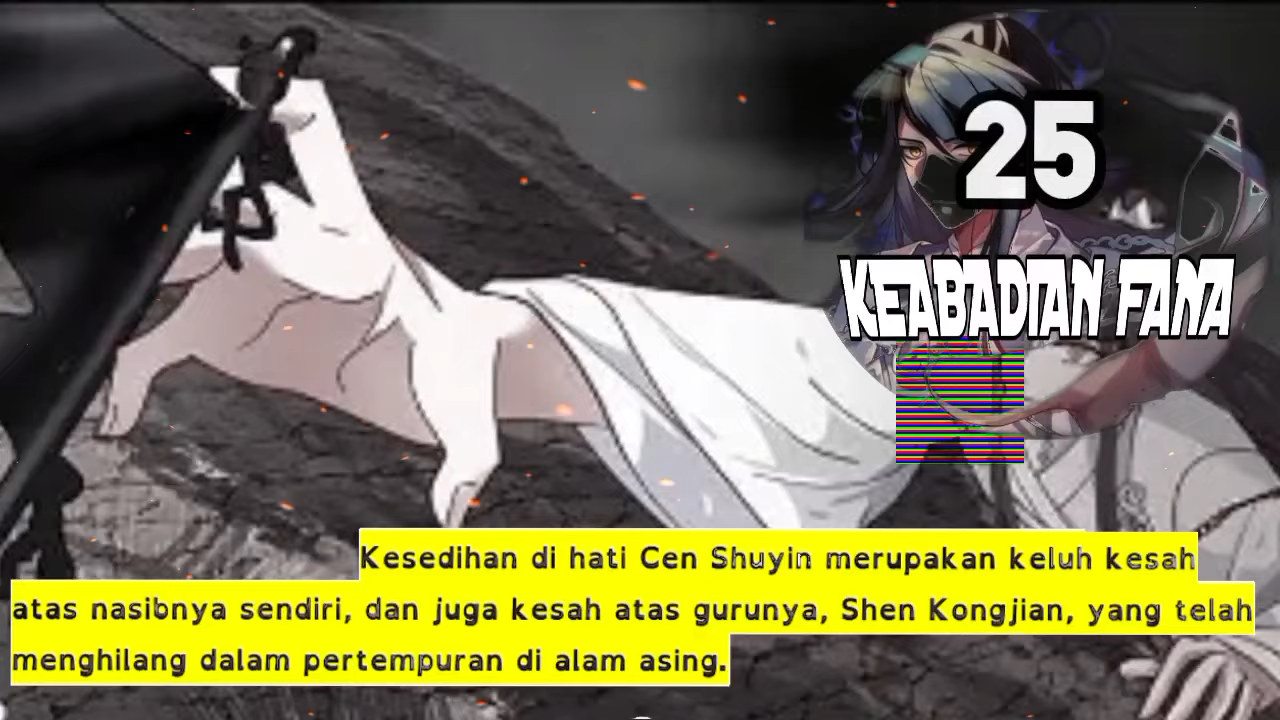 25
KEABADIAN FANA
Kesedihan di hati Cen Shuyin merupakan keluh kesah
atas nasibnya sendiri, dan juga kesah atas gurunya, Shen Kongjian, yang telah
menghilang dalam pertempuran di alam asing.